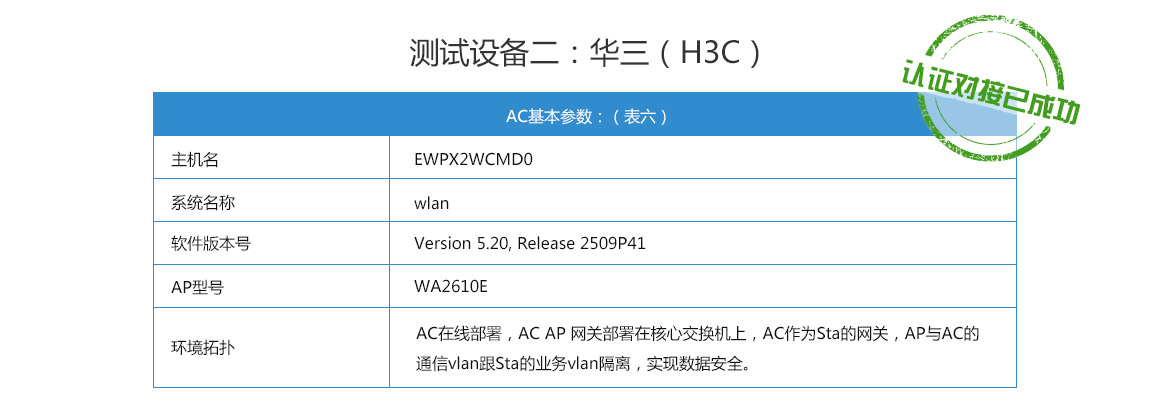 测试设备二：华三（H3C）
认证对接已成功
AC基本参数：（表六）
主机名 EWPX2WCMD0
系统名称 wlan
软件版本号 Version 5.20, Release 2509P41
AP型号 WA2610E
环境拓扑 AC在线部署，AC AP 网关部署在核心交换机上，AC作为Sta的网关，AP与AC的
通信vlan跟Sta的业务vlan隔离，实现数据安全。